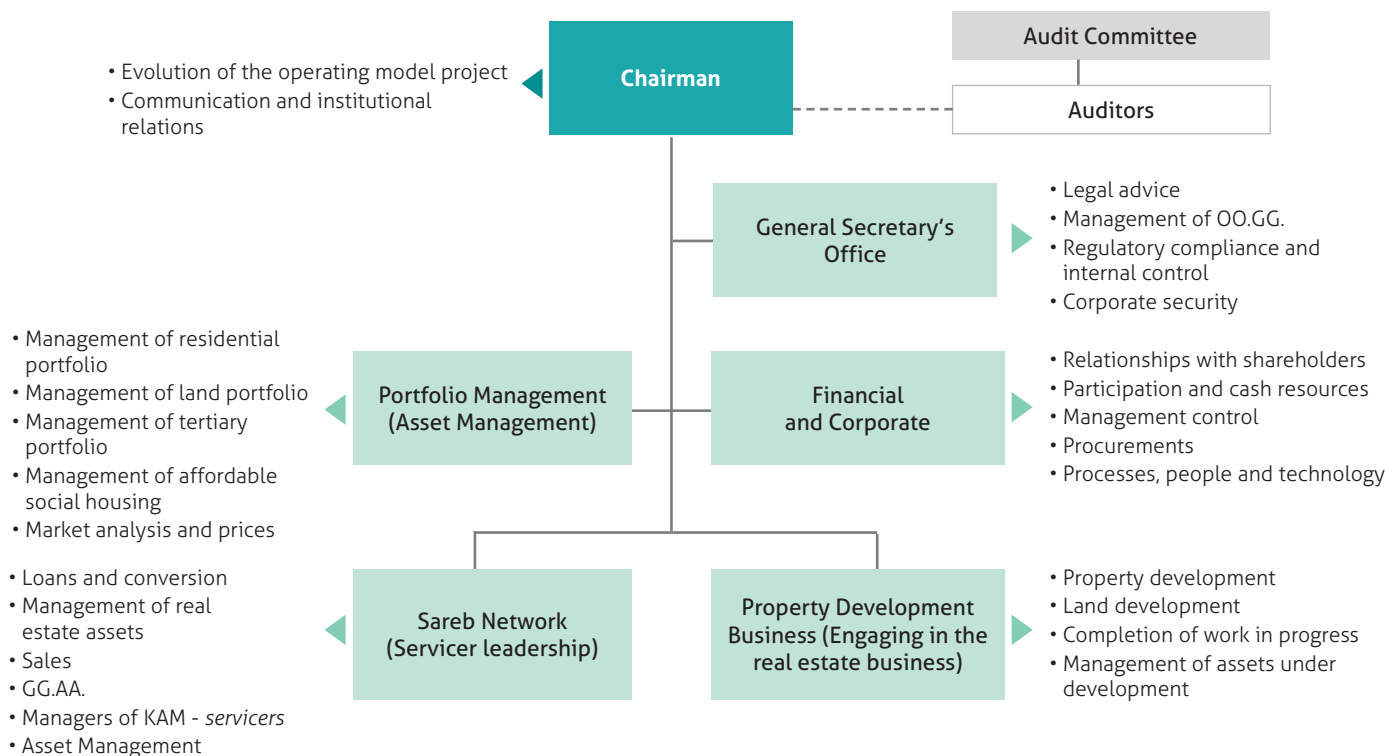 • Evolution of the operating model project
• Communication and institutional
relations
Chairman
Audit Committee
Auditors
General Secretary’s
Office
• Legal advice
• Management of OO.GG.
• Regulatory compliance and
internal control
• Corporate security
• Management of residential
portfolio
• Management of land portfolio
• Management of tertiary
portfolio
• Management of affordable
social housing
• Market analysis and prices
Portfolio Management
(Asset Management)
Financial
and Corporate
• Relationships with shareholders
• Participation and cash resources
• Management control
• Procurements
• Processes, people and technology
• Loans and conversion
• Management of real
estate assets
• Sales
• GG.AA.
• Managers of KAM - servicers
• Asset Management
Sareb Network
(Servicer leadership)
Property Development
Business (Engaging in the
real estate business)
• Property development
• Land development
• Completion of work in progress
• Management of assets under
development